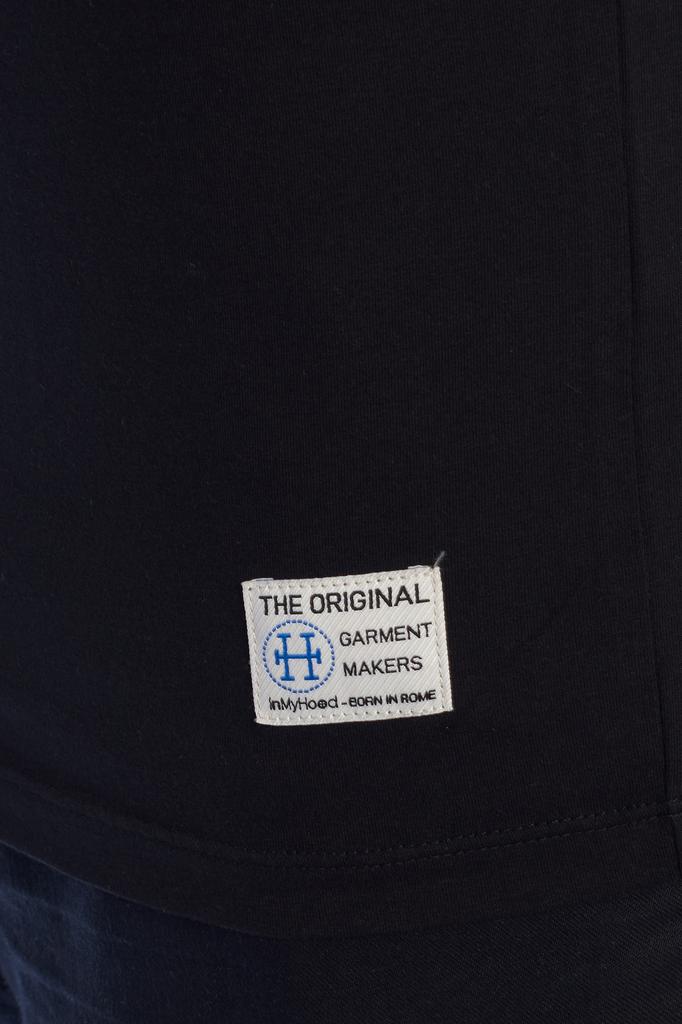 THE ORIGINAL
H
GARMENT
MAKERS
InMyHood - BORN IN ROME